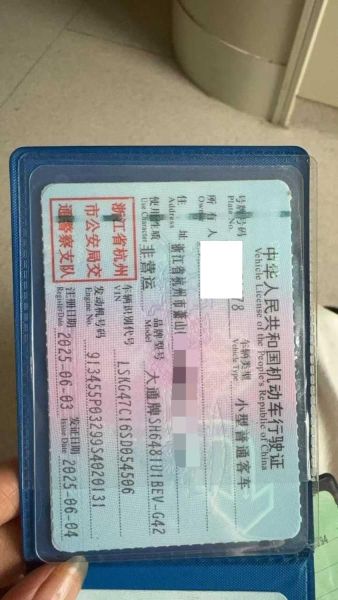 中华人民共和国机动车行驶证
Vehicle License of the People's Republic of China
号牌号码
Plate No.
78
车辆类型
Vehicle Type
小型普通客车
所有人
Owner
住址
Address
浙江省杭州市萧山
使用性质
Use Character
非营运
品牌型号
Model
大通牌SH6481U1BEV-G42
浙江省杭州
市公安局交
通警察支队
车辆识别代号
VIN
LSKG47C16SD054606
发动机号码
Engine No.
913455P03299S4020131
注册日期
Register Date
2025-06-03
发证日期
Issue Date
2025-06-04